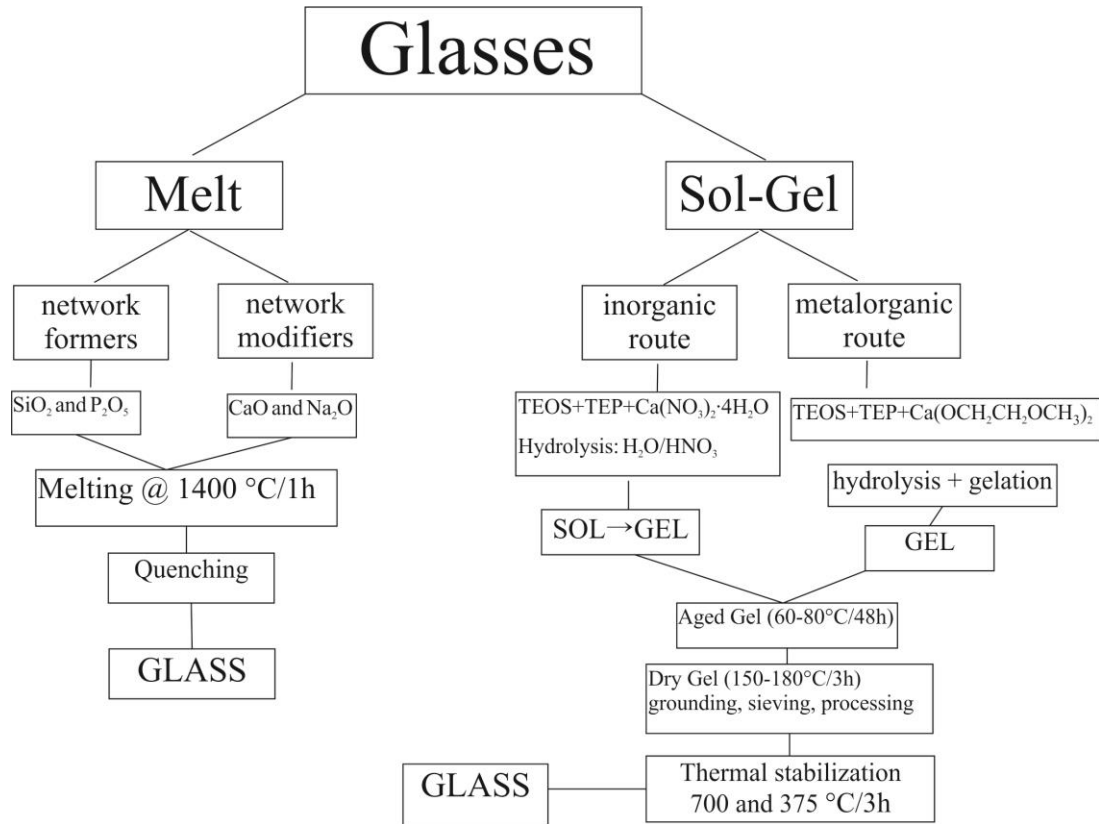 Glasses
Melt
Sol-Gel
network
formers
network
modifiers
inorganic
route
metalorganic
route
SiO₂ and P₂O₅
CaO and Na₂O
TEOS+TEP+Ca(NO₃)₂·4H₂O
Hydrolysis: H₂O/HNO₃
TEOS+TEP+Ca(OCH₂CH₂OCH₃)₂
Melting @ 1400 °C/1h
hydrolysis + gelation
SOL→GEL
GEL
Quenching
Aged Gel (60-80°C/48h)
GLASS
Dry Gel (150-180°C/3h)
grounding, sieving, processing
GLASS
Thermal stabilization
700 and 375 °C/3h